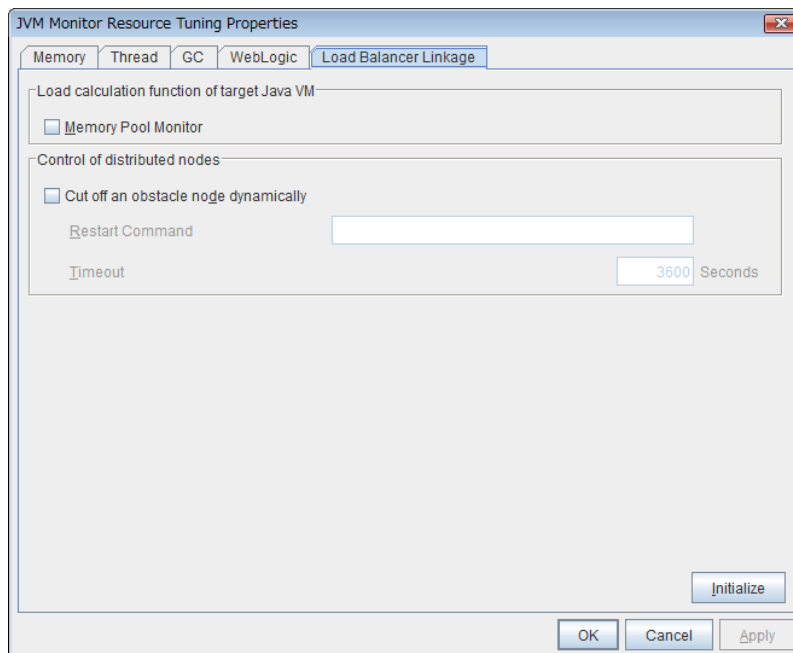 JVM Monitor Resource Tuning Properties
Memory Thread GC WebLogic Load Balancer Linkage
Load calculation function of target Java VM
Memory Pool Monitor
Control of distributed nodes
Cut off an obstacle node dynamically
Restart Command
Timeout 3600 Seconds
Initialize
OK Cancel Apply